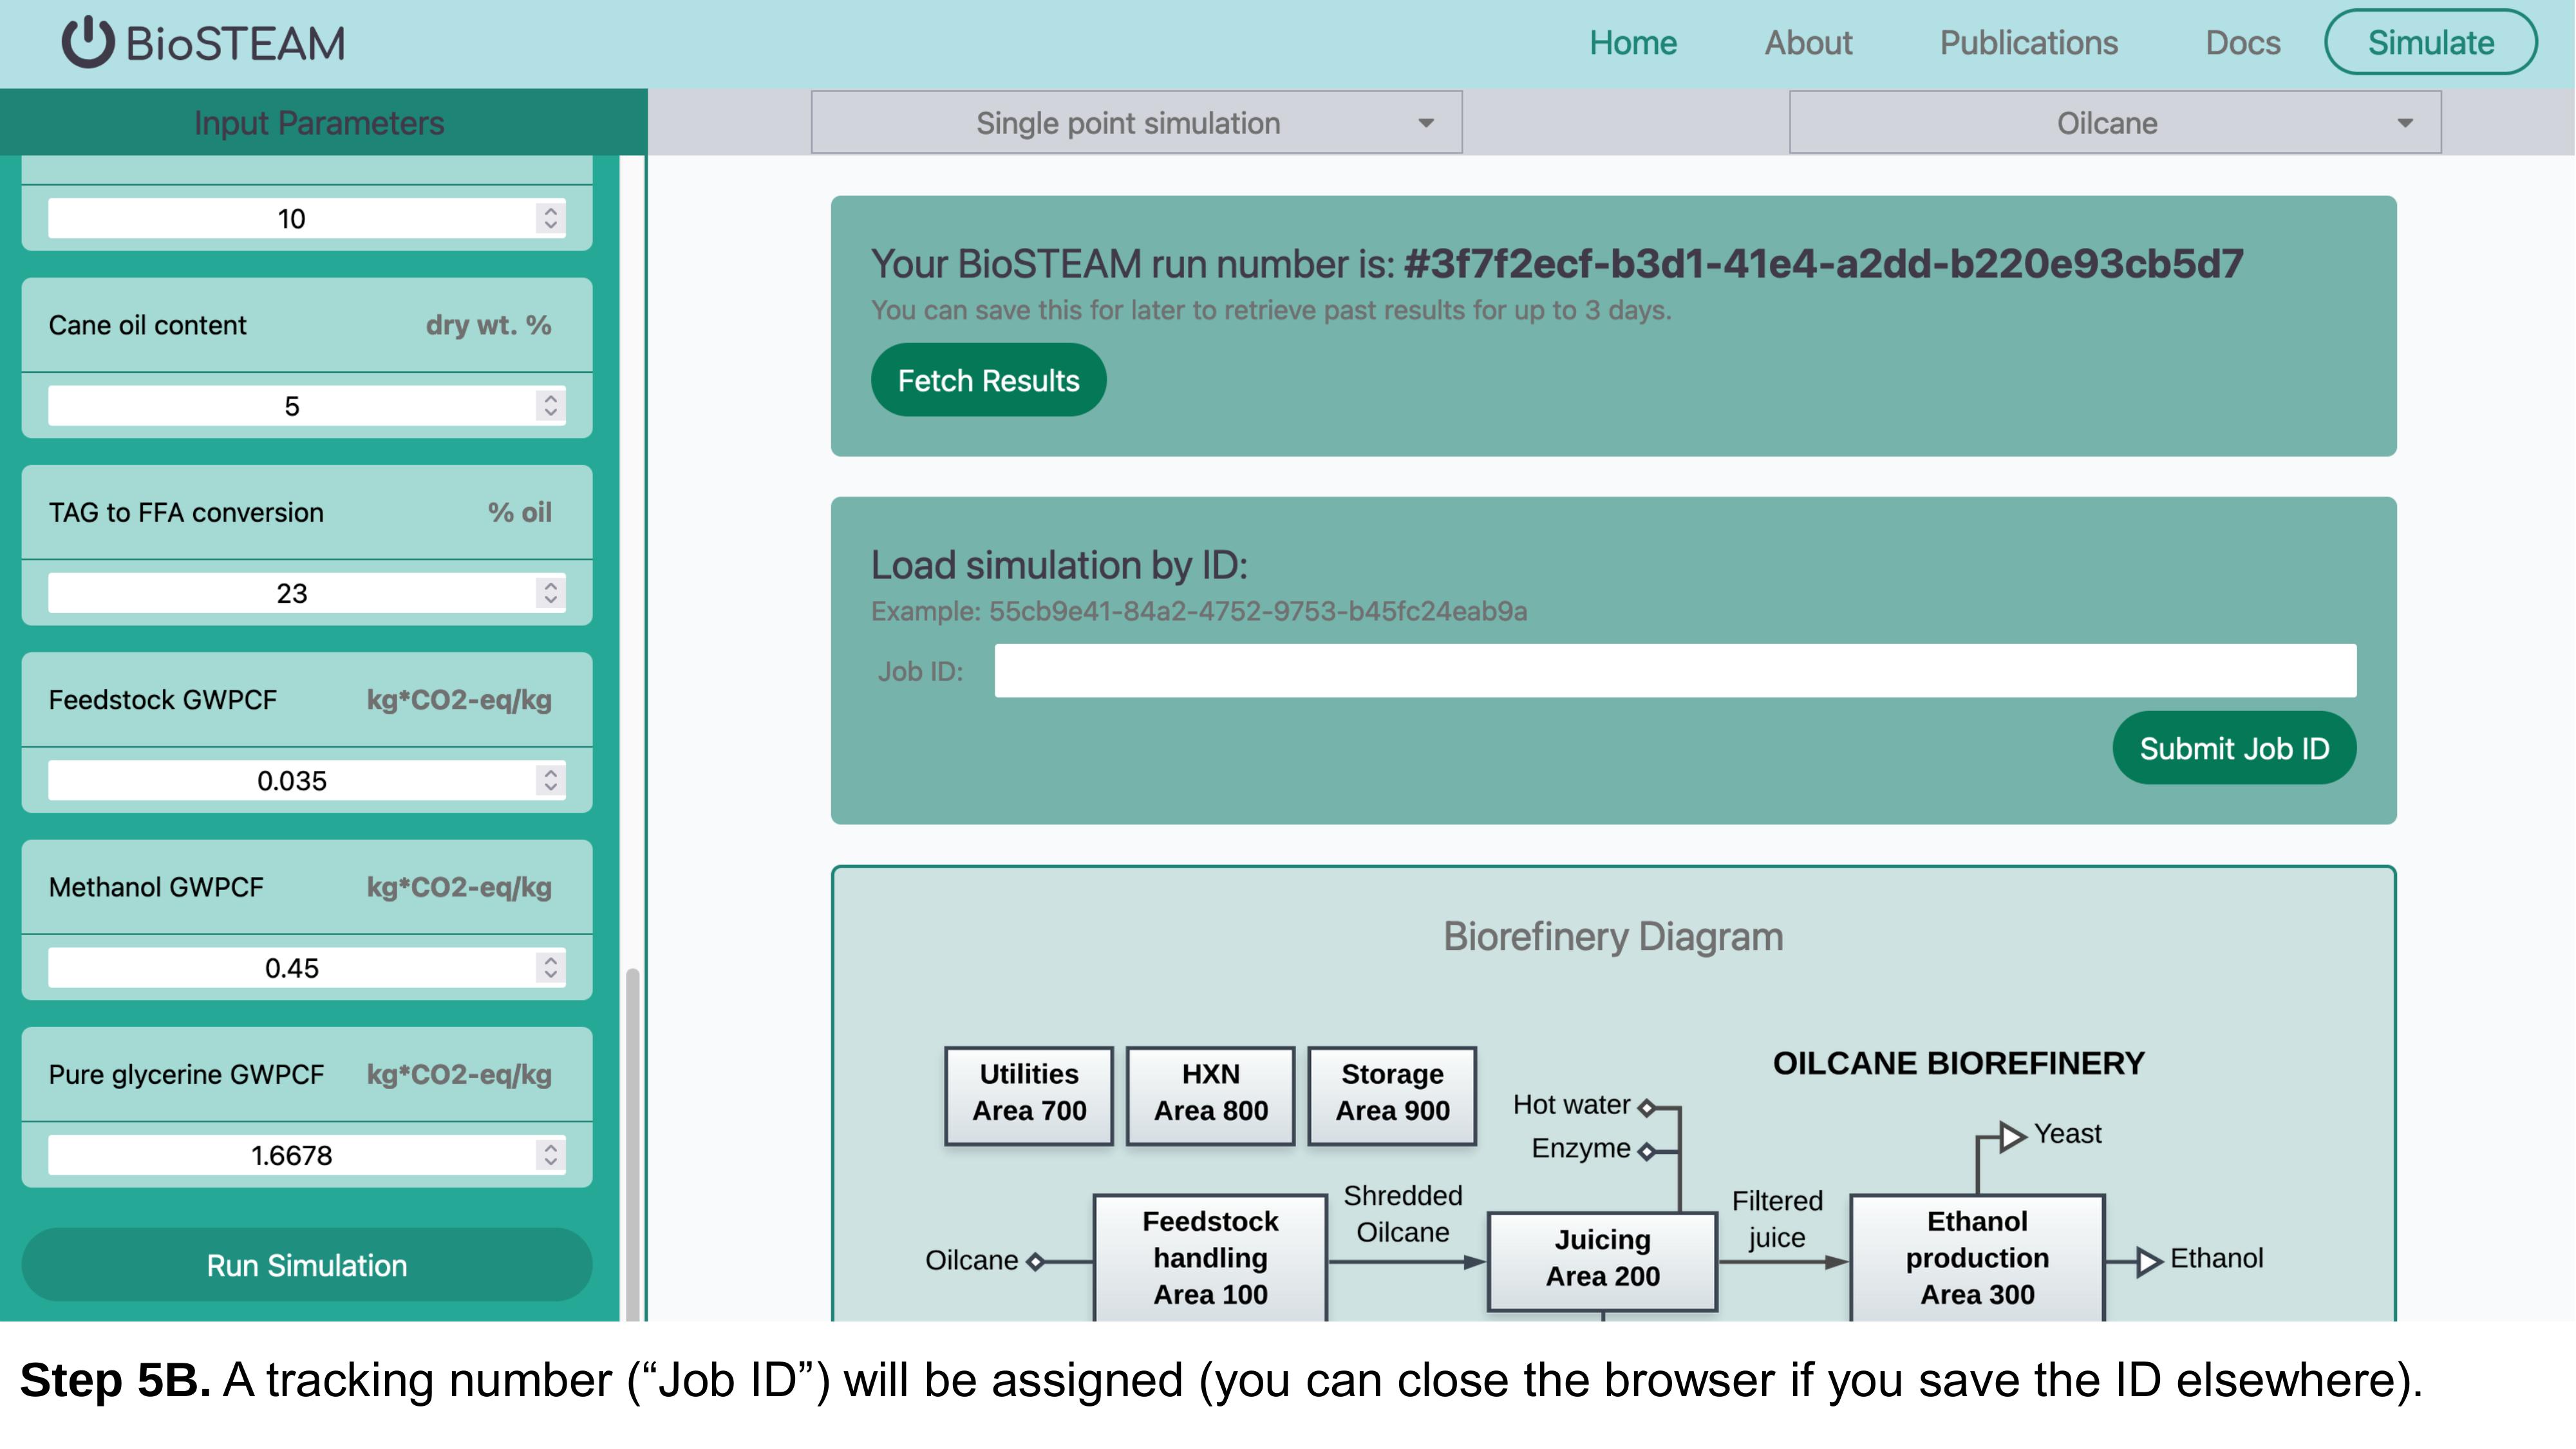 BioSTEAM
Home
About
Publications
Docs
Simulate
Input Parameters
Single point simulation
Oilcane
10
Cane oil content
dry wt. %
5
TAG to FFA conversion
% oil
23
Feedstock GWPCF
kg*CO2-eq/kg
0.035
Methanol GWPCF
kg*CO2-eq/kg
0.45
Pure glycerine GWPCF
kg*CO2-eq/kg
1.6678
Run Simulation
Your BioSTEAM run number is: #3f7f2ecf-b3d1-41e4-a2dd-b220e93cb5d7
You can save this for later to retrieve past results for up to 3 days.
Fetch Results
Load simulation by ID:
Example: 55cb9e41-84a2-4752-9753-b45fc24eab9a
Job ID:
Submit Job ID
Biorefinery Diagram
Utilities
Area 700
HXN
Area 800
Storage
Area 900
OILCANE BIOREFINERY
Hot water
Enzyme
Yeast
Oilcane
Feedstock
handling
Area 100
Shredded
Oilcane
Juicing
Area 200
Filtered
juice
Ethanol
production
Area 300
Ethanol
Step 5B. A tracking number (“Job ID”) will be assigned (you can close the browser if you save the ID elsewhere).